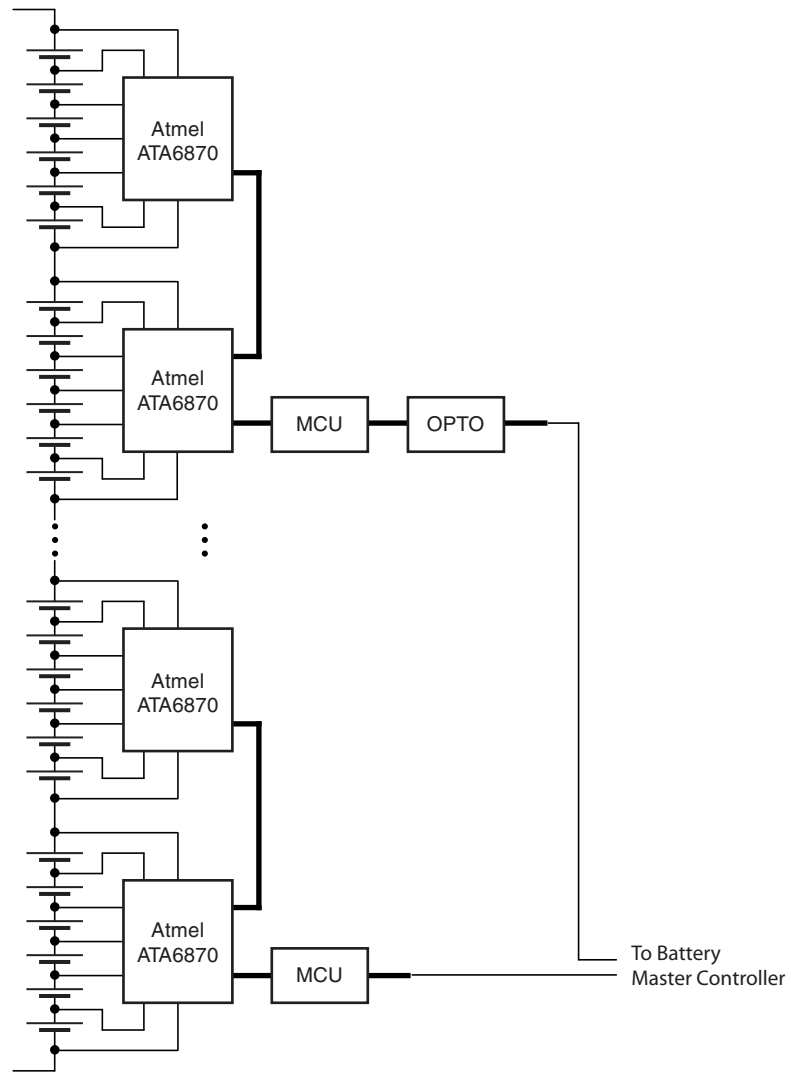 Atmel
ATA6870
Atmel
ATA6870
MCU
OPTO
Atmel
ATA6870
Atmel
ATA6870
MCU
To Battery
Master Controller